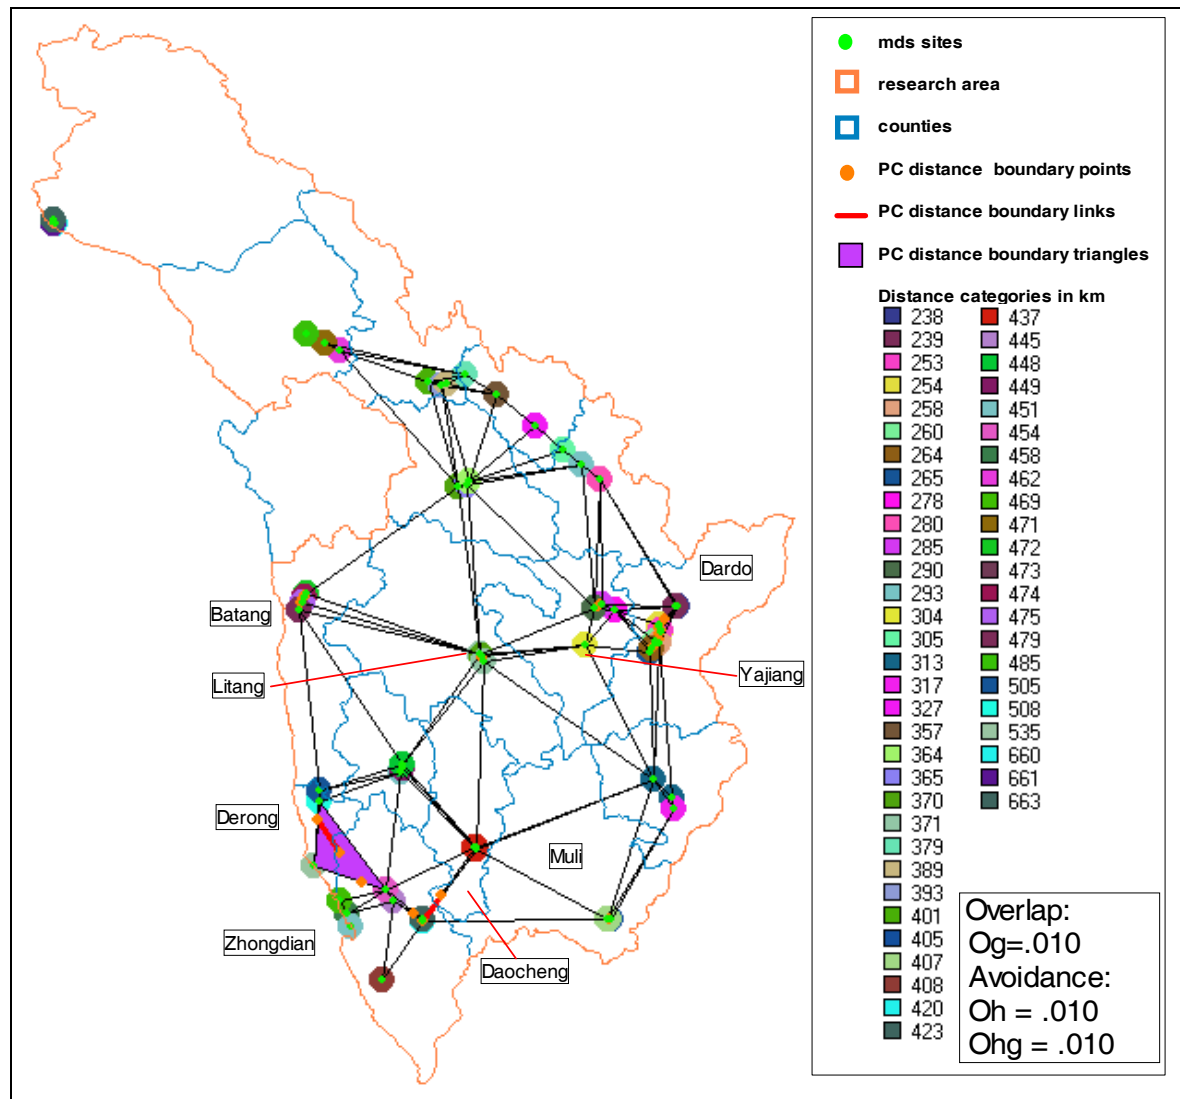 mds sites
research area
counties
PC distance boundary points
PC distance boundary links
PC distance boundary triangles
Distance categories in km
238
239
253
254
258
260
264
265
278
280
285
290
293
304
305
313
317
327
357
364
365
370
371
379
389
393
401
405
407
408
420
423
437
445
448
449
451
454
458
462
469
471
472
473
474
475
479
485
505
508
535
660
661
663
Dardo
Batang
Litang
Yajiang
Derong
Muli
Zhongdian
Daocheng
Overlap:
Og=.010
Avoidance:
Oh = .010
Ohg = .010